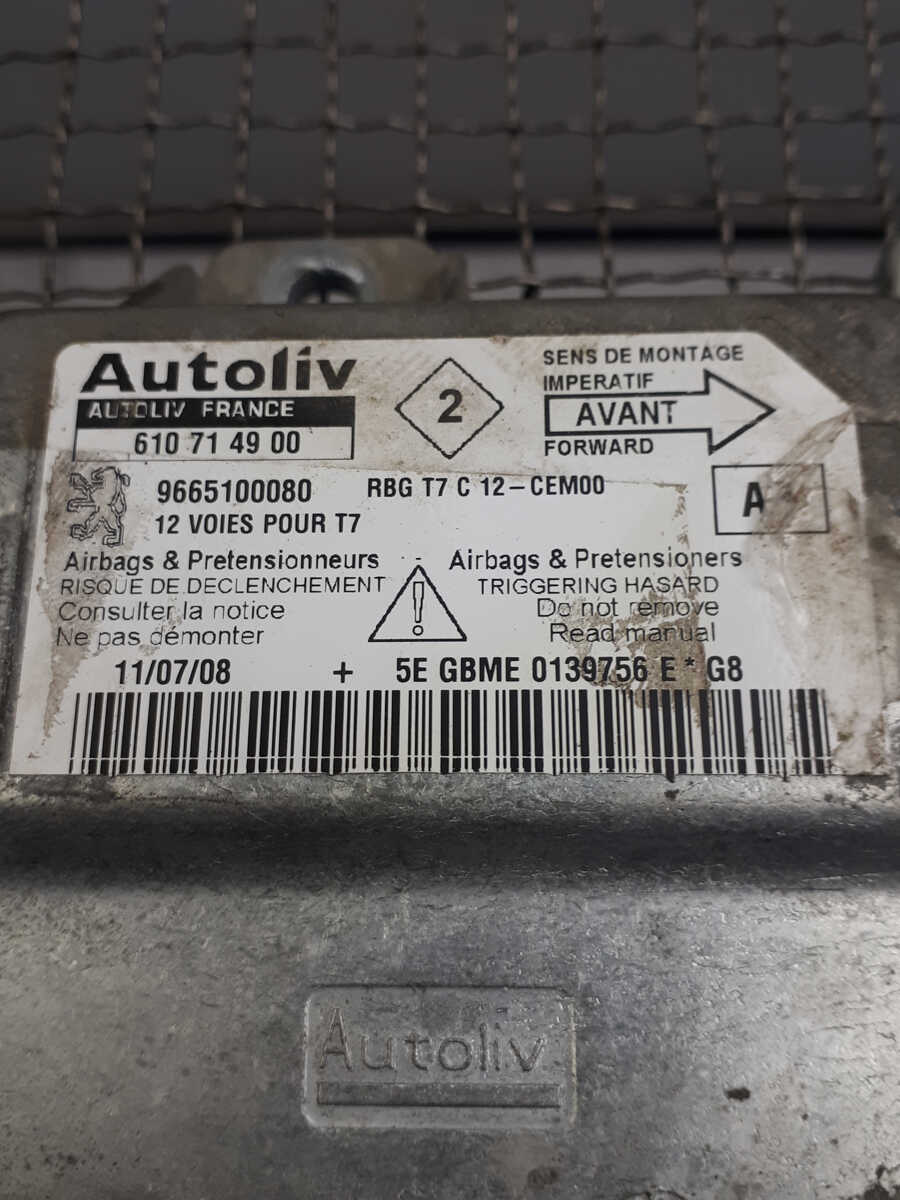 Autoliv
AUTOLIV FRANCE
610 71 49 00
2
SENS DE MONTAGE
IMPERATIF
AVANT
FORWARD
9665100080 RBG T7 C 12-CEM00
12 VOIES POUR T7
A
Airbags & Pretensionneurs
RISQUE DE DECLENCHEMENT
Consulter la notice
Ne pas démonter
!
Airbags & Pretensioners
TRIGGERING HASARD
Do not remove
Read manual
11/07/08 + 5E GBME 0139756 E * G8
Autoliv